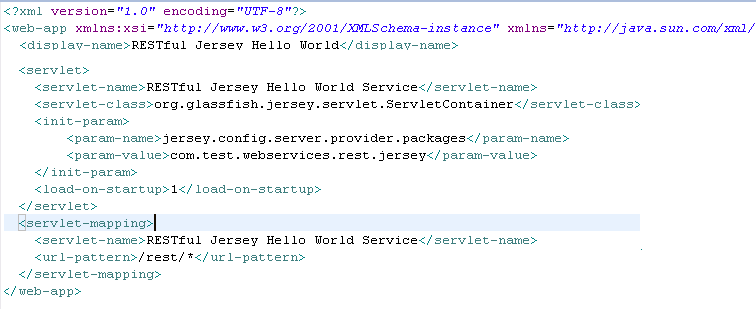 <?xml version="1.0" encoding="UTF-8"?>
<web-app xmlns:xsi="http://www.w3.org/2001/XMLSchema-instance" xmlns="http://java.sun.com/xml/
<display-name>RESTful Jersey Hello World</display-name>
<servlet>
<servlet-name>RESTful Jersey Hello World Service</servlet-name>
<servlet-class>org.glassfish.jersey.servlet.ServletContainer</servlet-class>
<init-param>
<param-name>jersey.config.server.provider.packages</param-name>
<param-value>com.test.webservices.rest.jersey</param-value>
</init-param>
<load-on-startup>1</load-on-startup>
</servlet>
<servlet-mapping>
<servlet-name>RESTful Jersey Hello World Service</servlet-name>
<url-pattern>/rest/*</url-pattern>
</servlet-mapping>
</web-app>